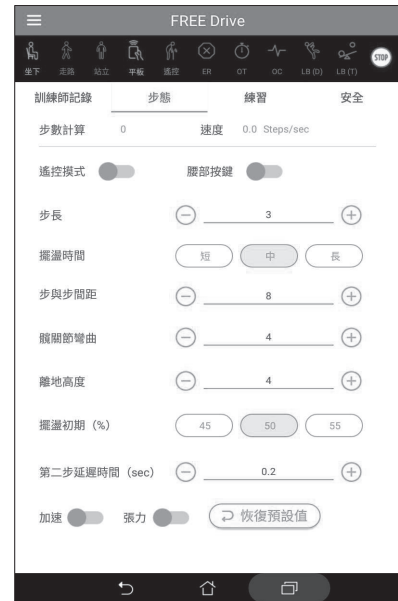 FREE Drive
坐下 走路 站立 平板 遙控 ER OT OC LB (D) LB (T) STOP
訓練師記錄 步態 練習 安全
步數計算 0 速度 0.0 Steps/sec
遙控模式 腰部按鍵
步長 3
擺盪時間 短 中 長
步與步間距 8
髖關節彎曲 4
離地高度 4
擺盪初期 (%) 45 50 55
第二步延遲時間 (sec) 0.2
加速 張力 恢復預設值